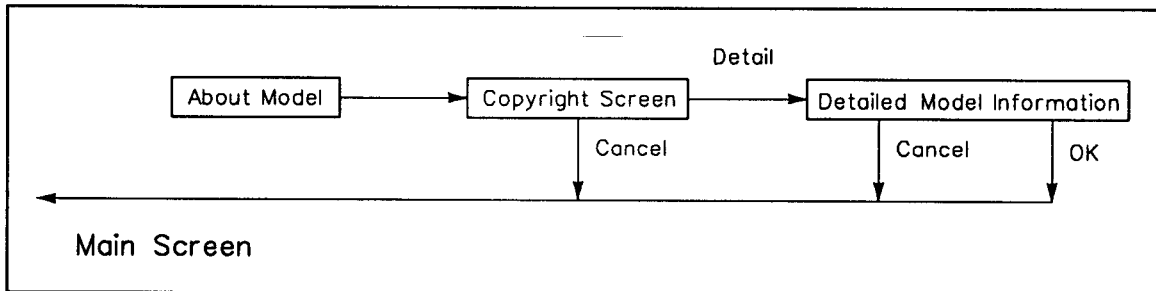 Detail
About Model
Copyright Screen
Detailed Model Information
Cancel
Cancel
OK
Main Screen